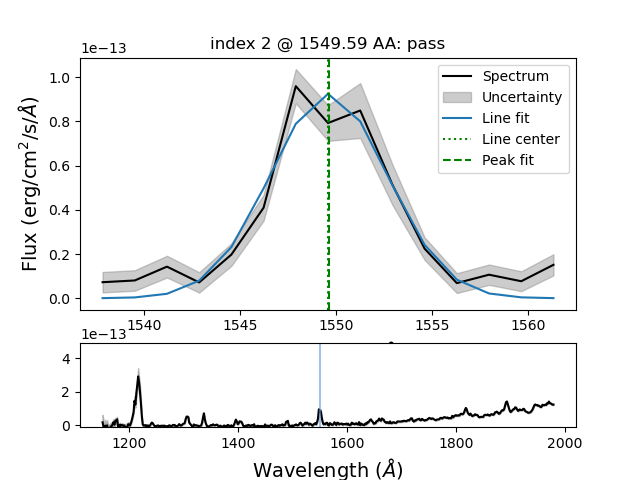 index 2 @ 1549.59 AA: pass
1e−13
Flux (erg/cm²/s/Å)
1.0
0.8
0.6
0.4
0.2
0.0
Spectrum
Uncertainty
Line fit
Line center
Peak fit
1540
1545
1550
1555
1560
1e−13
4
2
0
1200
1400
1600
1800
2000
Wavelength (Å)